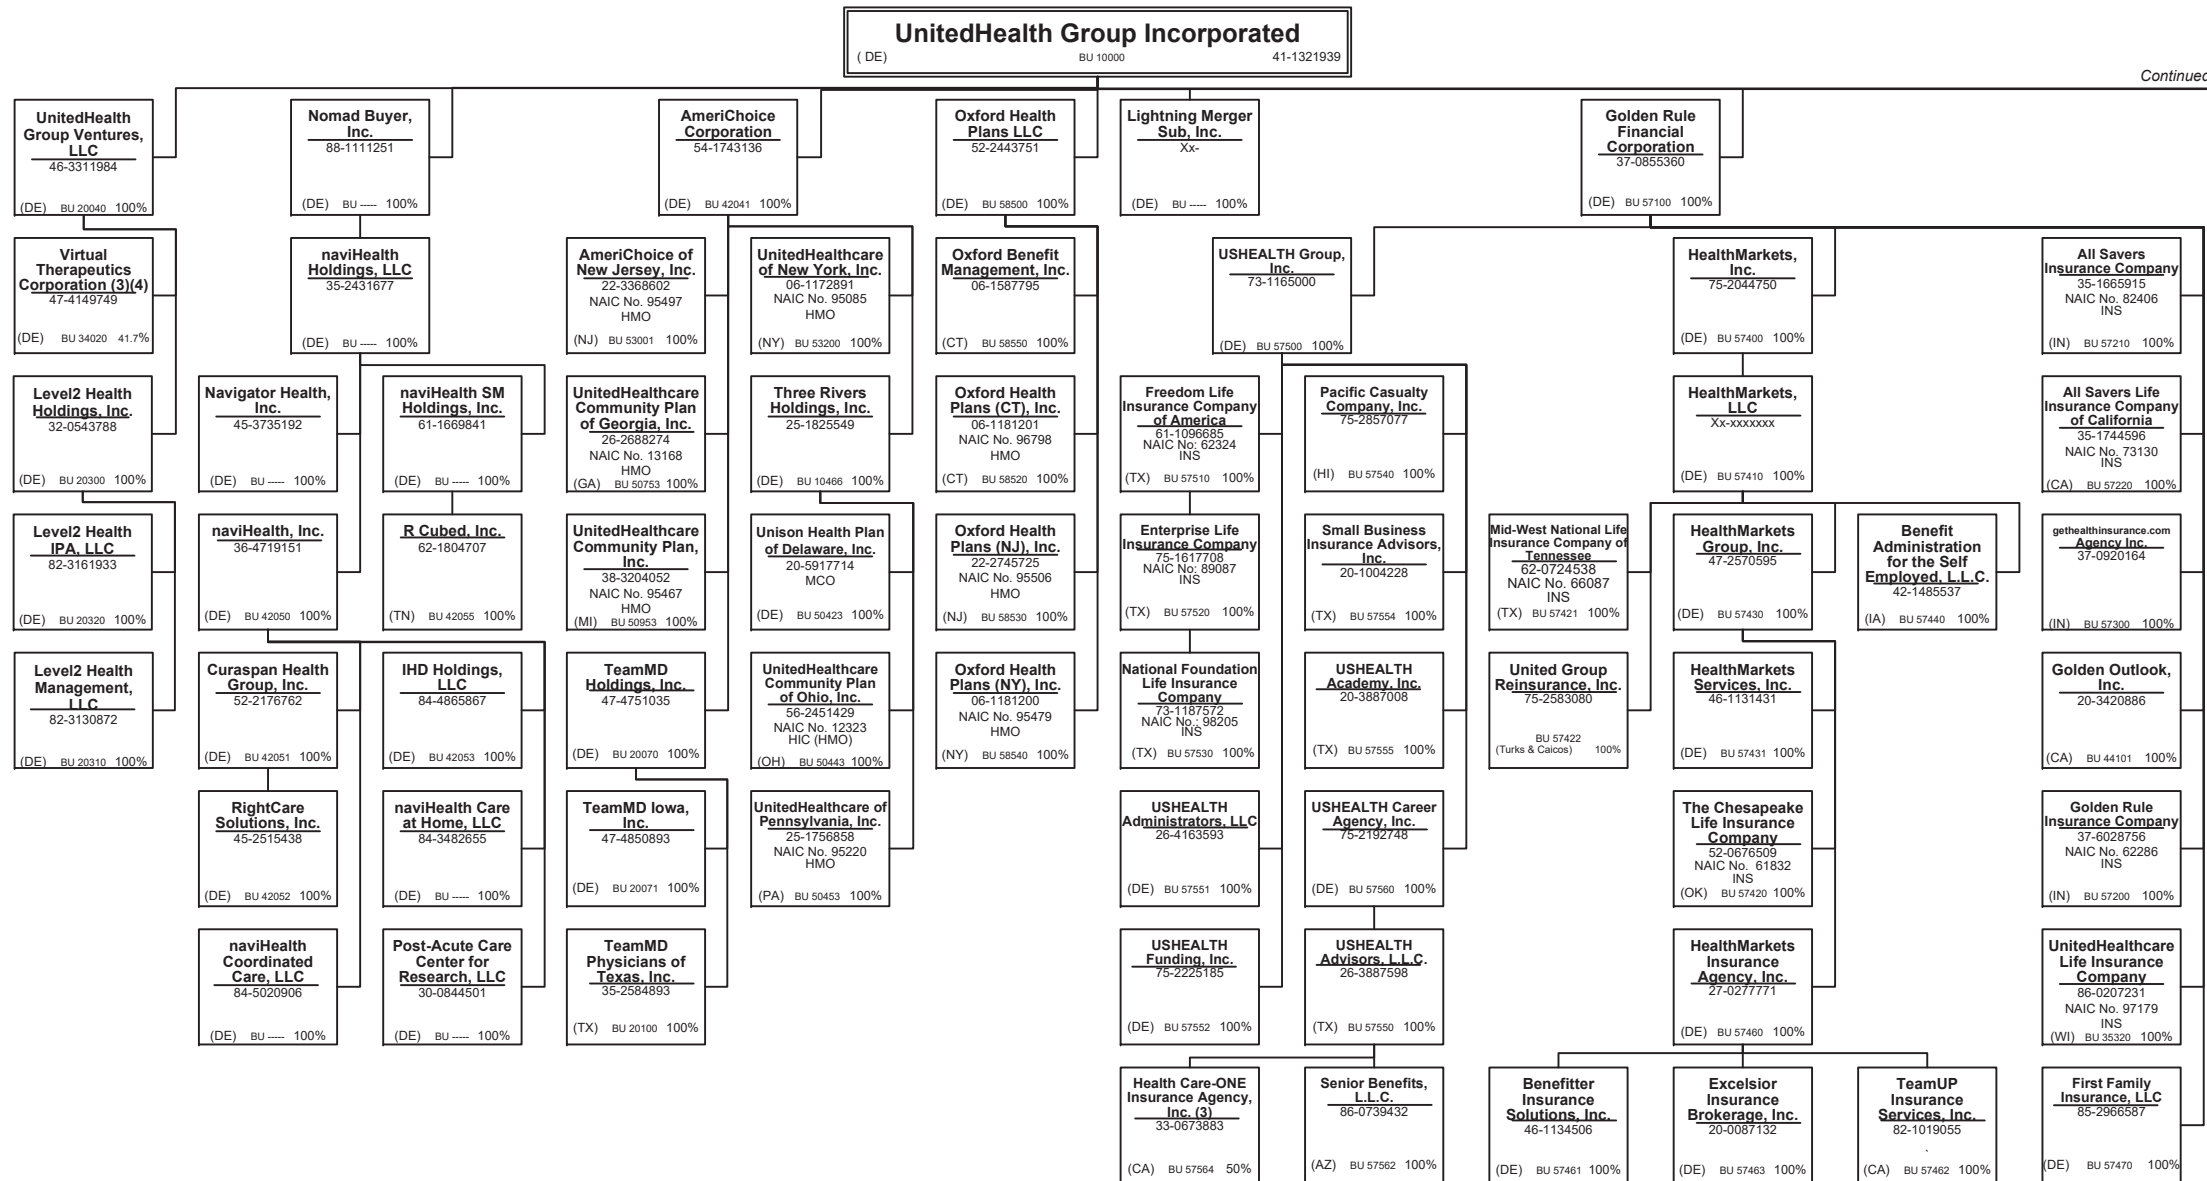 UnitedHealth Group Incorporated
( DE) BU 10000 41-1321939
Continued
UnitedHealth
Group Ventures,
LLC
46-3311984
(DE) BU 20040 100%
Nomad Buyer,
Inc.
88-1111251
(DE) BU ----- 100%
AmeriChoice
Corporation
54-1743136
(DE) BU 42041 100%
Oxford Health
Plans LLC
52-2443751
(DE) BU 58500 100%
Lightning Merger
Sub, Inc.
Xx-
(DE) BU ----- 100%
Golden Rule
Financial
Corporation
37-0855360
(DE) BU 57100 100%
Virtual
Therapeutics
Corporation (3)(4)
47-4149749
(DE) BU 34020 41.7%
naviHealth
Holdings, LLC
35-2431677
(DE) BU ----- 100%
AmeriChoice of
New Jersey, Inc.
22-3368602
NAIC No. 95497
HMO
(NJ) BU 53001 100%
UnitedHealthcare
of New York, Inc.
06-1172891
NAIC No. 95085
HMO
(NY) BU 53200 100%
Oxford Benefit
Management, Inc.
06-1587795
(CT) BU 58550 100%
USHEALTH Group,
Inc.
73-1165000
(DE) BU 57500 100%
HealthMarkets,
Inc.
75-2044750
(DE) BU 57400 100%
All Savers
Insurance Company
35-1665915
NAIC No. 82406
INS
(IN) BU 57210 100%
Level2 Health
Holdings, Inc.
32-0543788
(DE) BU 20300 100%
Navigator Health,
Inc.
45-3735192
(DE) BU ----- 100%
naviHealth SM
Holdings, Inc.
61-1669841
(DE) BU ----- 100%
UnitedHealthcare
Community Plan
of Georgia, Inc.
26-2688274
NAIC No. 13168
HMO
(GA) BU 50753 100%
Three Rivers
Holdings, Inc.
25-1825549
(DE) BU 10466 100%
Oxford Health
Plans (CT), Inc.
06-1181201
NAIC No. 96798
HMO
(CT) BU 58520 100%
Freedom Life
Insurance Company
of America
61-1096685
NAIC No: 62324
INS
(TX) BU 57510 100%
Pacific Casualty
Company, Inc.
75-2857077
(HI) BU 57540 100%
HealthMarkets,
LLC
Xx-xxxxxxx
(DE) BU 57410 100%
All Savers Life
Insurance Company
of California
35-1744596
NAIC No. 73130
INS
(CA) BU 57220 100%
Level2 Health
IPA, LLC
82-3161933
(DE) BU 20320 100%
naviHealth, Inc.
36-4719151
(DE) BU 42050 100%
R Cubed, Inc.
62-1804707
(TN) BU 42055 100%
UnitedHealthcare
Community Plan,
Inc.
38-3204052
NAIC No. 95467
HMO
(MI) BU 50953 100%
Unison Health Plan
of Delaware, Inc.
20-5917714
MCO
(DE) BU 50423 100%
Oxford Health
Plans (NJ), Inc.
22-2745725
NAIC No. 95506
HMO
(NJ) BU 58530 100%
Enterprise Life
Insurance Company
75-1617708
NAIC No: 89087
INS
(TX) BU 57520 100%
Small Business
Insurance Advisors,
Inc.
20-1004228
(TX) BU 57554 100%
Mid-West National Life
Insurance Company of
Tennessee
62-0724538
NAIC No. 66087
INS
(TX) BU 57421 100%
HealthMarkets
Group, Inc.
47-2570595
(DE) BU 57430 100%
Benefit
Administration
for the Self
Employed, L.L.C.
42-1485537
(IA) BU 57440 100%
gethealthinsurance.com
Agency Inc.
37-0920164
(IN) BU 57300 100%
Level2 Health
Management,
LLC
82-3130872
(DE) BU 20310 100%
Curaspan Health
Group, Inc.
52-2176762
(DE) BU 42051 100%
IHD Holdings,
LLC
84-4865867
(DE) BU 42053 100%
TeamMD
Holdings, Inc.
47-4751035
(DE) BU 20070 100%
UnitedHealthcare
Community Plan
of Ohio, Inc.
56-2451429
NAIC No. 12323
HIC (HMO)
(OH) BU 50443 100%
Oxford Health
Plans (NY), Inc.
06-1181200
NAIC No. 95479
HMO
(NY) BU 58540 100%
National Foundation
Life Insurance
Company
73-1187572
NAIC No.: 98205
INS
(TX) BU 57530 100%
USHEALTH
Academy, Inc.
20-3887008
(TX) BU 57555 100%
United Group
Reinsurance, Inc.
75-2583080
BU 57422
(Turks & Caicos) 100%
HealthMarkets
Services, Inc.
46-1131431
(DE) BU 57431 100%
Golden Outlook,
Inc.
20-3420886
(CA) BU 44101 100%
RightCare
Solutions, Inc.
45-2515438
(DE) BU 42052 100%
naviHealth Care
at Home, LLC
84-3482655
(DE) BU ----- 100%
TeamMD Iowa,
Inc.
47-4850893
(DE) BU 20071 100%
UnitedHealthcare of
Pennsylvania, Inc.
25-1756858
NAIC No. 95220
HMO
(PA) BU 50453 100%
USHEALTH
Administrators, LLC
26-4163593
(DE) BU 57551 100%
USHEALTH Career
Agency, Inc.
75-2192748
(DE) BU 57560 100%
The Chesapeake
Life Insurance
Company
52-0676509
NAIC No. 61832
INS
(OK) BU 57420 100%
Golden Rule
Insurance Company
37-6028756
NAIC No. 62286
INS
(IN) BU 57200 100%
naviHealth
Coordinated
Care, LLC
84-5020906
(DE) BU ----- 100%
Post-Acute Care
Center for
Research, LLC
30-0844501
(DE) BU ----- 100%
TeamMD
Physicians of
Texas, Inc.
35-2584893
(TX) BU 20100 100%
USHEALTH
Funding, Inc.
75-2225185
(DE) BU 57552 100%
USHEALTH
Advisors, L.L.C.
26-3887598
(TX) BU 57550 100%
HealthMarkets
Insurance
Agency, Inc.
27-0277771
(DE) BU 57460 100%
UnitedHealthcare
Life Insurance
Company
86-0207231
NAIC No. 97179
INS
(WI) BU 35320 100%
Health Care-ONE
Insurance Agency,
Inc. (3)
33-0673883
(CA) BU 57564 50%
Senior Benefits,
L.L.C.
86-0739432
(AZ) BU 57562 100%
Benefitter
Insurance
Solutions, Inc.
46-1134506
(DE) BU 57461 100%
Excelsior
Insurance
Brokerage, Inc.
20-0087132
(DE) BU 57463 100%
TeamUP
Insurance
Services, Inc.
82-1019055
(CA) BU 57462 100%
First Family
Insurance, LLC
85-2966587
(DE) BU 57470 100%